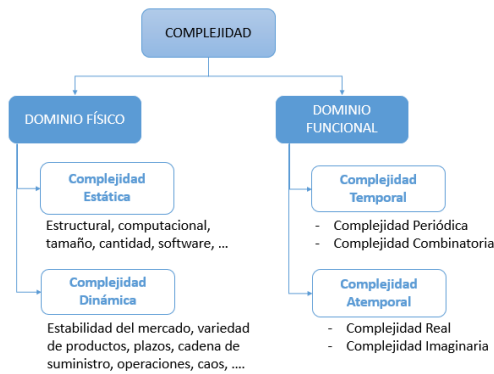 COMPLEJIDAD
DOMINIO FÍSICO
Complejidad
Estática
Estructural, computacional,
tamaño, cantidad, software, …
Complejidad
Dinámica
Estabilidad del mercado, variedad
de productos, plazos, cadena de
suministro, operaciones, caos, ….
DOMINIO
FUNCIONAL
Complejidad
Temporal
- Complejidad Periódica
- Complejidad Combinatoria
Complejidad
Atemporal
- Complejidad Real
- Complejidad Imaginaria